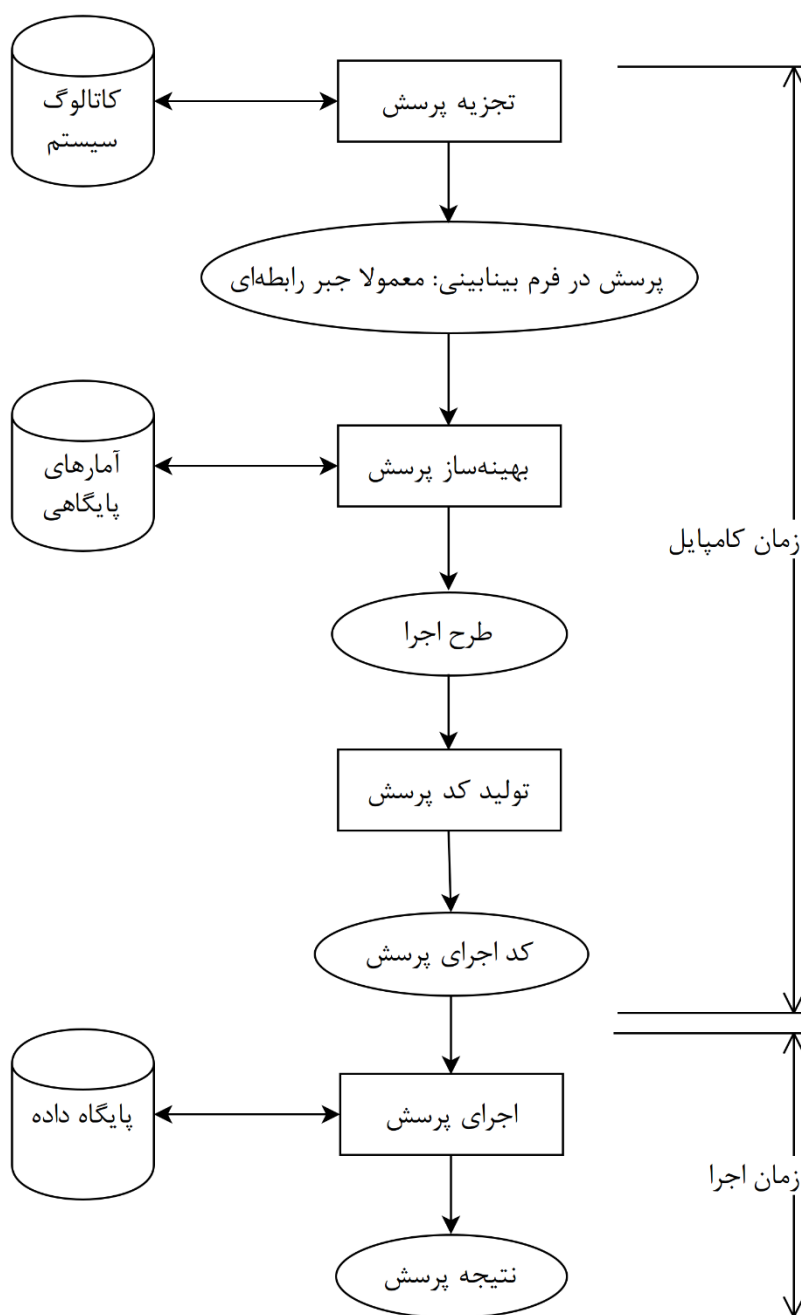 کاتالوگ
سیستم
تجزیه پرسش
پرسش در فرم بینابینی: معمولا جبر رابطه‌ای
آمارهای
پایگاهی
بهینه‌ساز پرسش
زمان کامپایل
طرح اجرا
تولید کد پرسش
کد اجرای پرسش
پایگاه داده
اجرای پرسش
زمان اجرا
نتیجه پرسش